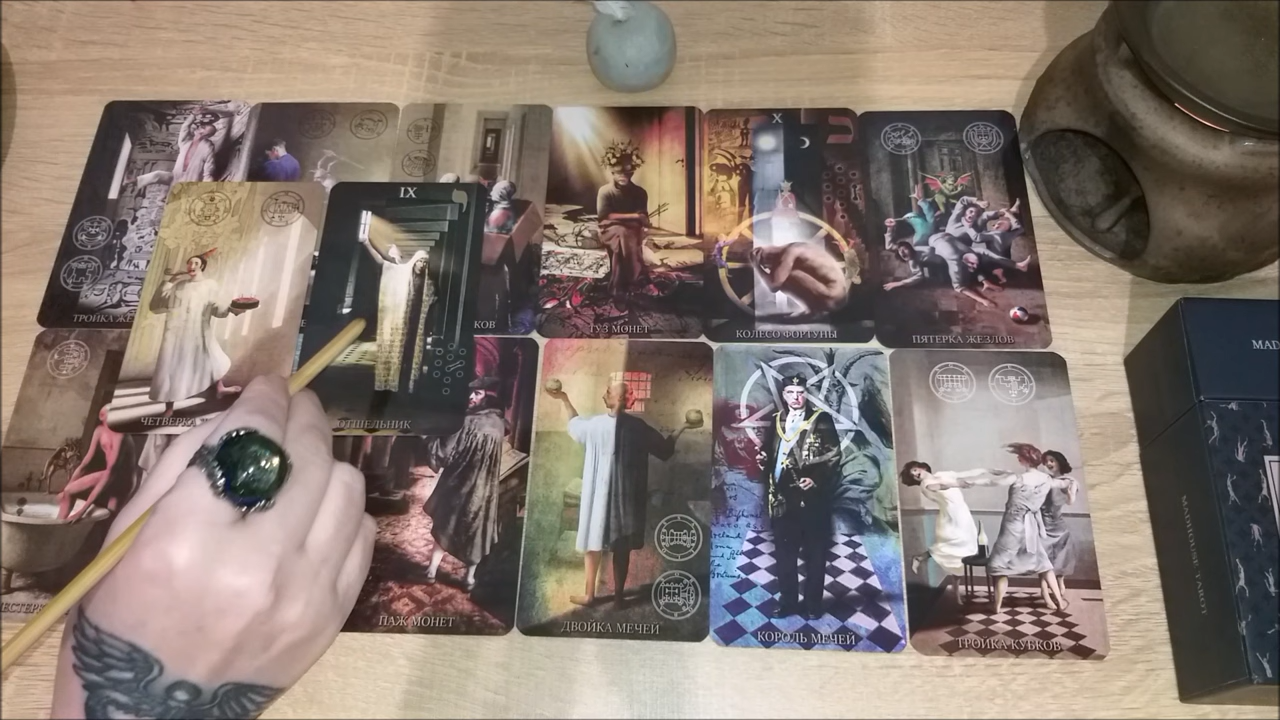 IX
X
ТРОЙКА
КОВ
ТУЗ МОНЕТ
КОЛЕСО ФОРТУНЫ
ПЯТЕРКА ЖЕЗЛОВ
ЧЕТВЕРКА
ОТШЕЛЬНИК
ПАЖ МОНЕТ
ДВОЙКА МЕЧЕЙ
КОРОЛЬ МЕЧЕЙ
ТРОЙКА КУБКОВ
MAD
MADHOUSE TAROT